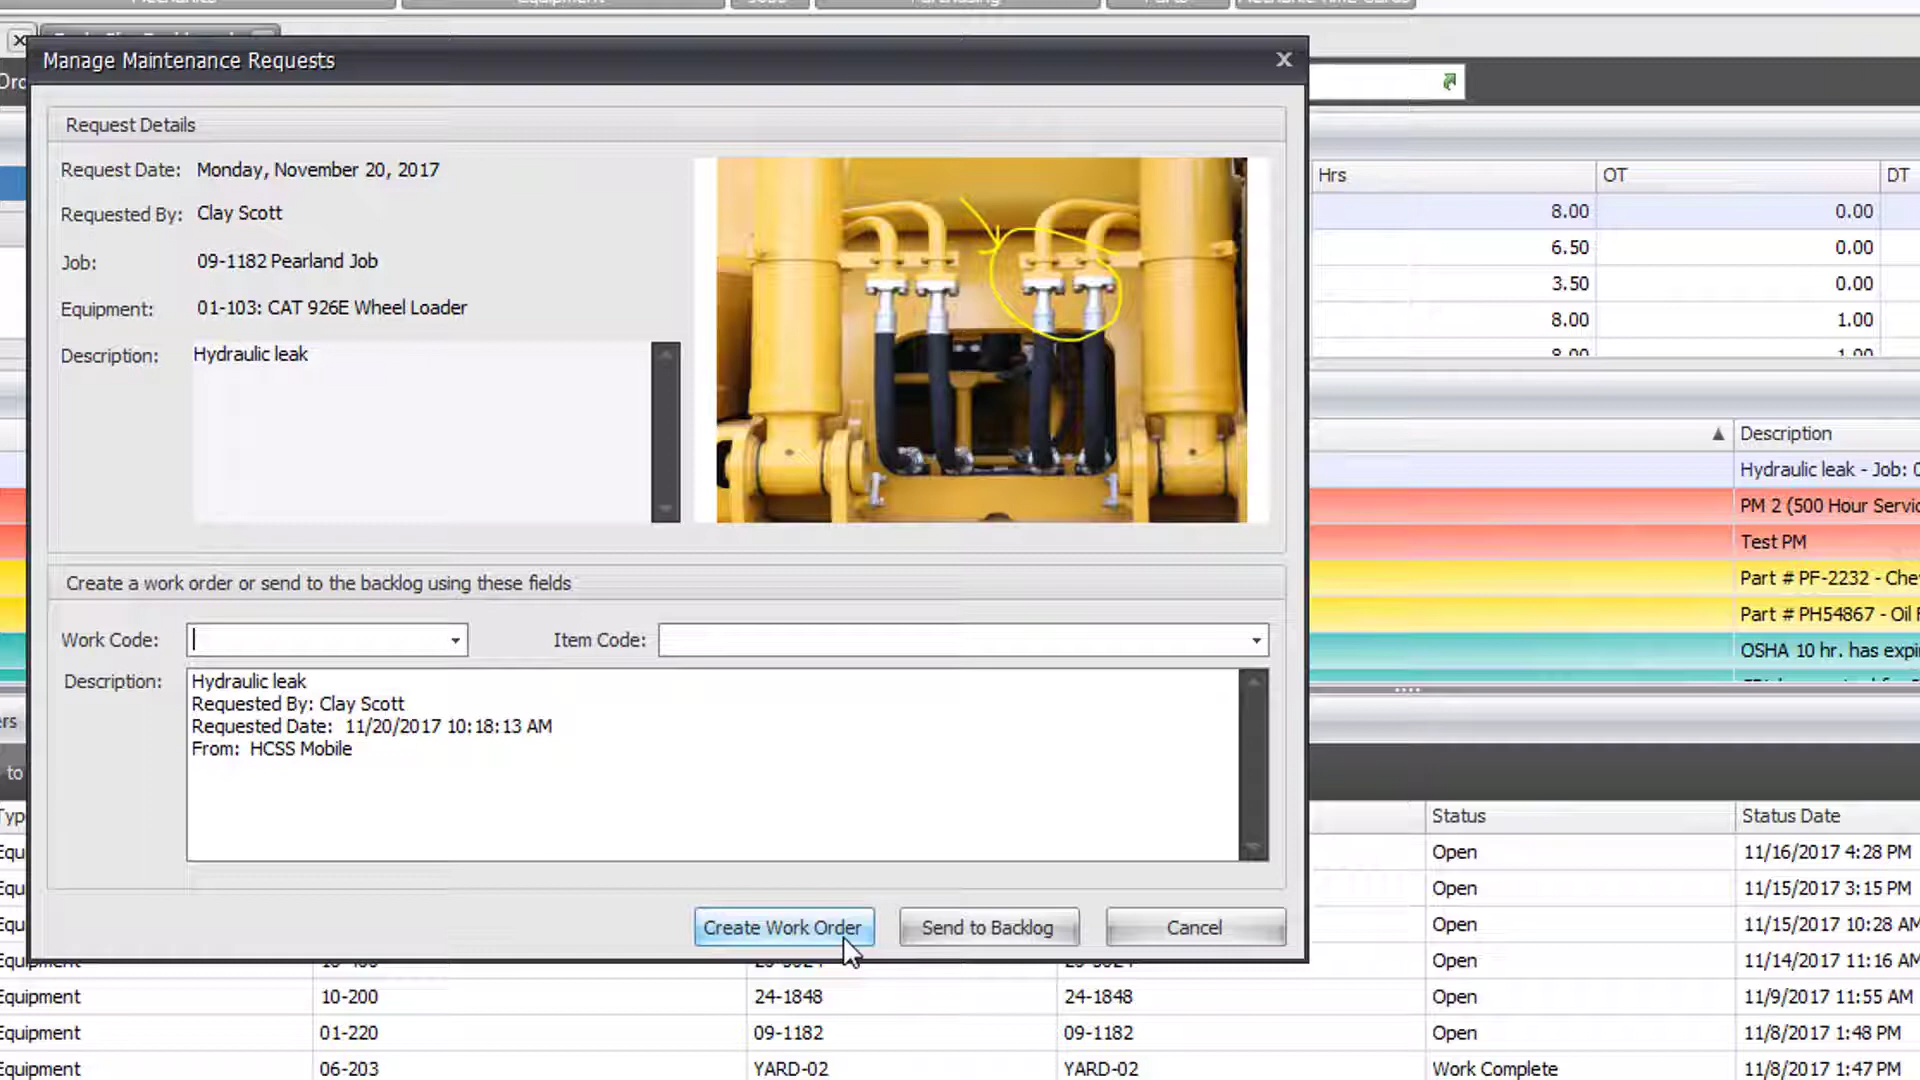 Equipment
Manage Maintenance Requests
X
Request Details
Request Date: Monday, November 20, 2017
Requested By: Clay Scott
Job: 09-1182 Pearland Job
Equipment: 01-103: CAT 926E Wheel Loader
Description: Hydraulic leak
Create a work order or send to the backlog using these fields
Work Code:
Item Code:
Description: Hydraulic leak
Requested By: Clay Scott
Requested Date: 11/20/2017 10:18:13 AM
From: HCSS Mobile
Create Work Order
Send to Backlog
Cancel
Hrs OT DT
8.00 0.00
6.50 0.00
3.50 0.00
8.00 1.00
8.00 1.00
Description
Hydraulic leak - Job: 0
PM 2 (500 Hour Servic
Test PM
Part # PF-2232 - Che
Part # PH54867 - Oil F
OSHA 10 hr. has expi
to
Status Status Date
Open 11/16/2017 4:28 PM
Open 11/15/2017 3:15 PM
Open 11/15/2017 10:28 AM
Open 11/14/2017 11:16 AM
Equipment 10-200 24-1848 24-1848 Open 11/9/2017 11:55 AM
Equipment 01-220 09-1182 09-1182 Open 11/8/2017 1:48 PM
Equipment 06-203 YARD-02 YARD-02 Work Complete 11/8/2017 1:47 PM